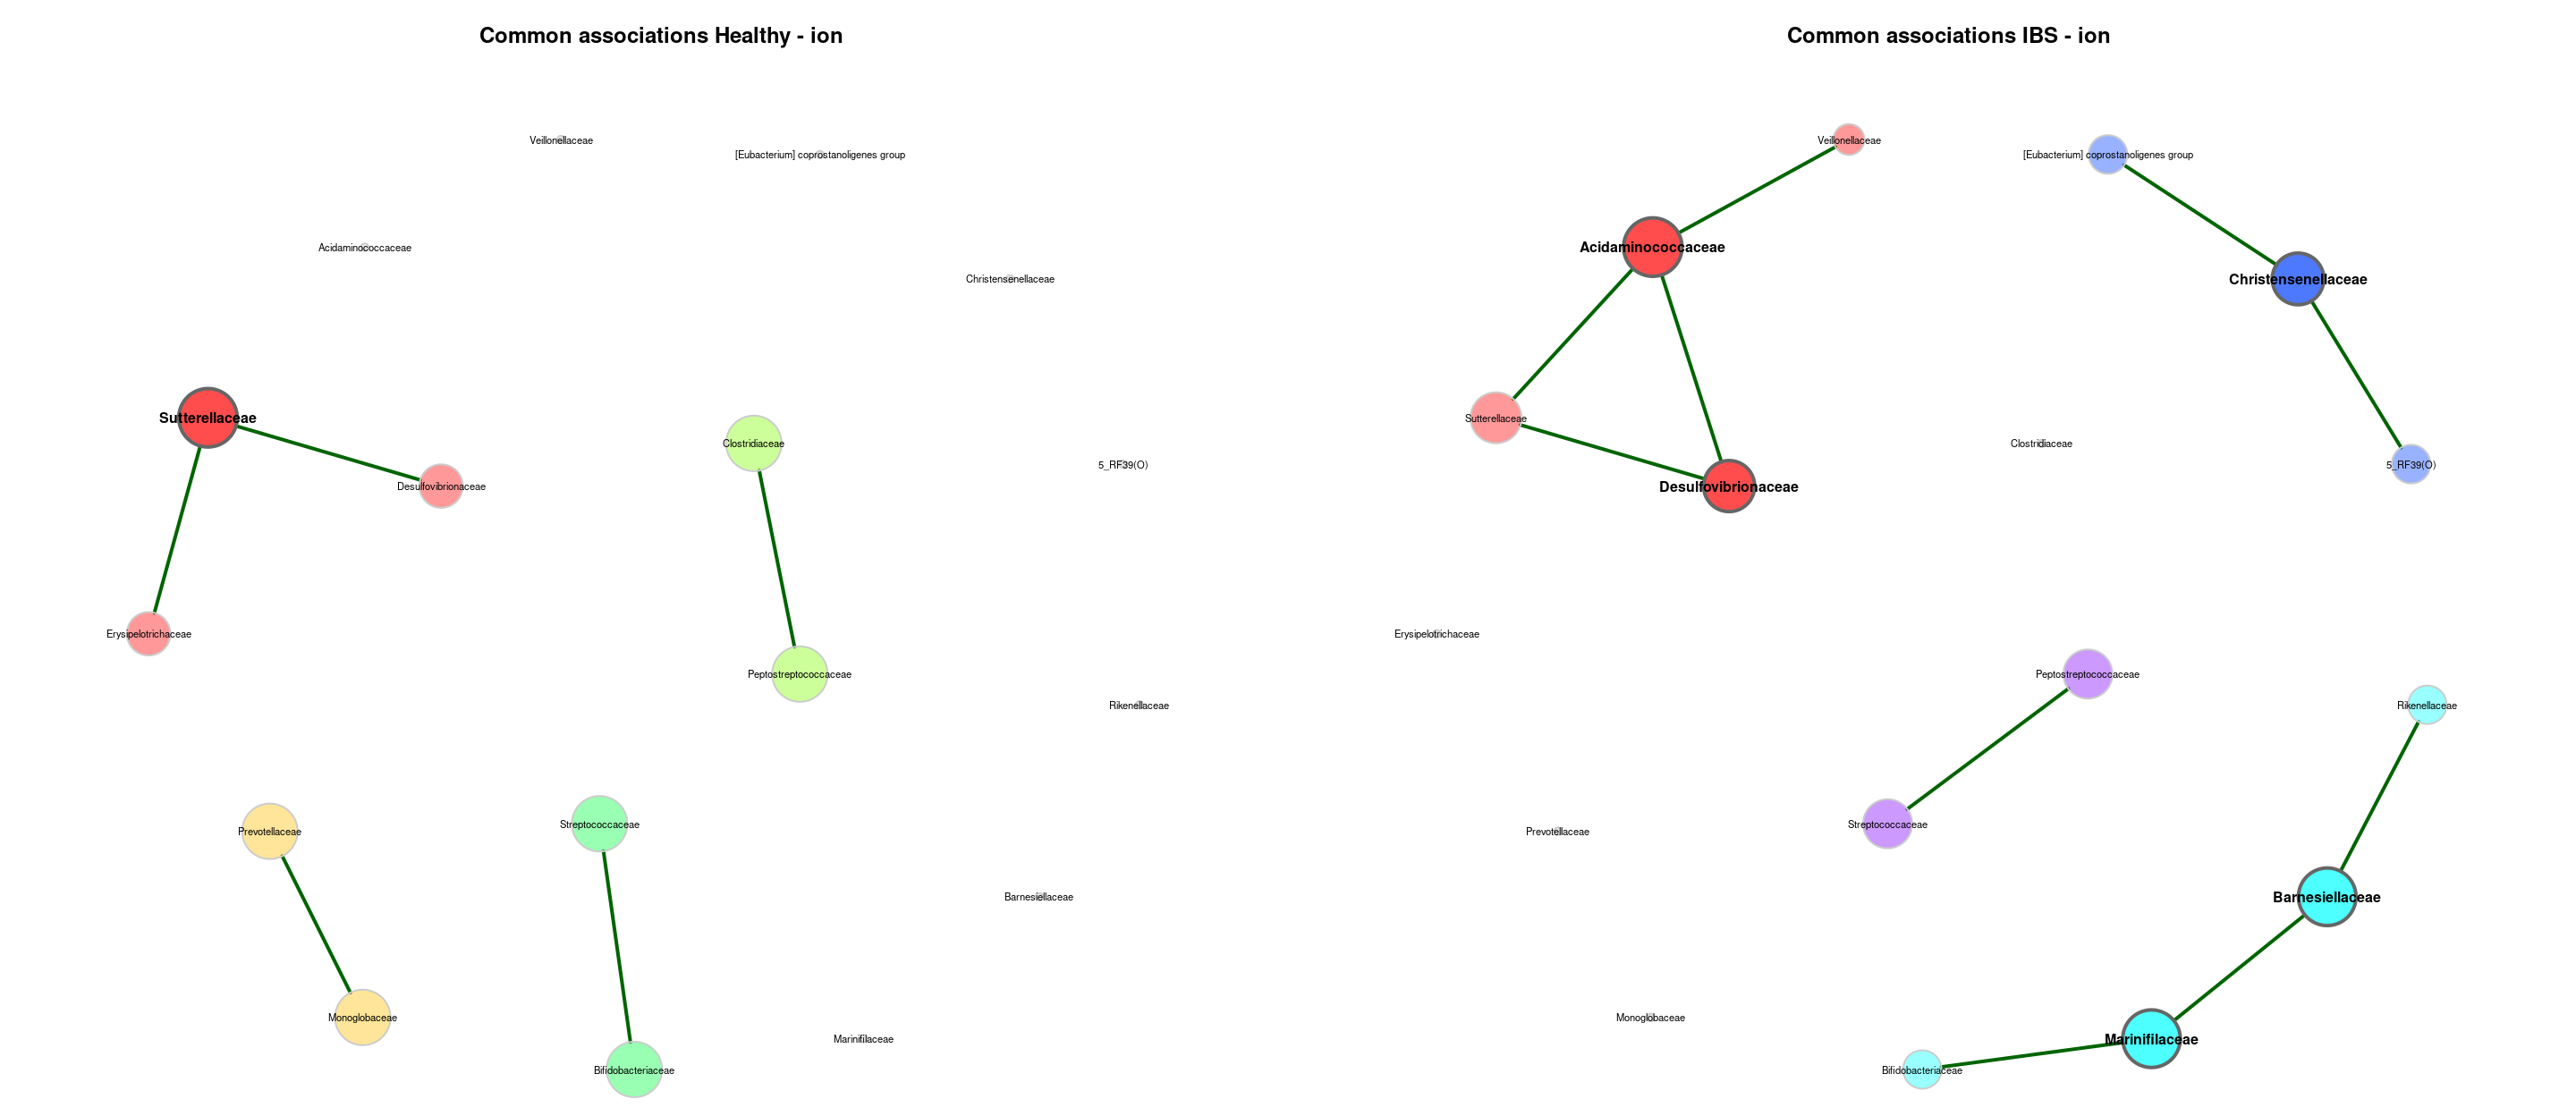 Common associations Healthy - ion
Veillonellaceae
[Eubacterium] coprostanoligenes group
Acidaminococcaceae
Christensenellaceae
Sutterellaceae
Clostridiaceae
5_RF39(O)
Desulfovibrionaceae
Erysipelotrichaceae
Peptostreptococcaceae
Rikenellaceae
Streptococcaceae
Prevotellaceae
Barnesiellaceae
Monoglobaceae
Marinifilaceae
Bifidobacteriaceae
Common associations IBS - ion
Veillonellaceae
[Eubacterium] coprostanoligenes group
Acidaminococcaceae
Christensenellaceae
Sutterellaceae
Clostridiaceae
5_RF39(O)
Desulfovibrionaceae
Erysipelotrichaceae
Peptostreptococcaceae
Rikenellaceae
Streptococcaceae
Prevotellaceae
Barnesiellaceae
Monoglobaceae
Marinifilaceae
Bifidobacteriaceae